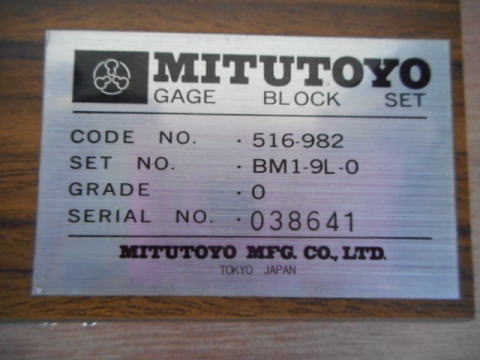 MITUTOYO
GAGE BLOCK SET
CODE NO. · 516-982
SET NO. · BM1-9L-0
GRADE · 0
SERIAL NO. · 038641
MITUTOYO MFG. CO., LTD.
TOKYO JAPAN